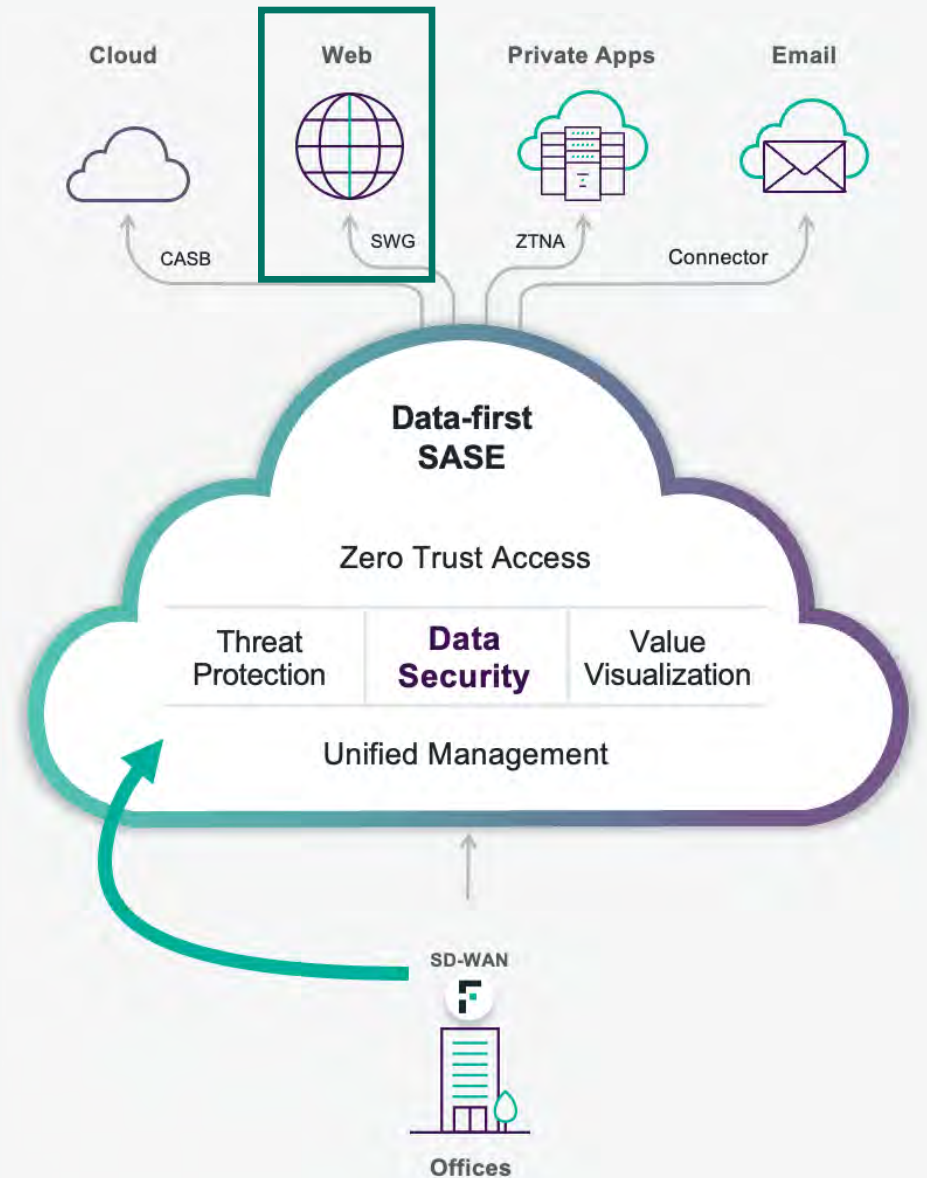 Cloud
Web
Private Apps
Email
CASB
SWG
ZTNA
Connector
Data-first
SASE
Zero Trust Access
Threat
Protection
Data
Security
Value
Visualization
Unified Management
SD-WAN
Offices